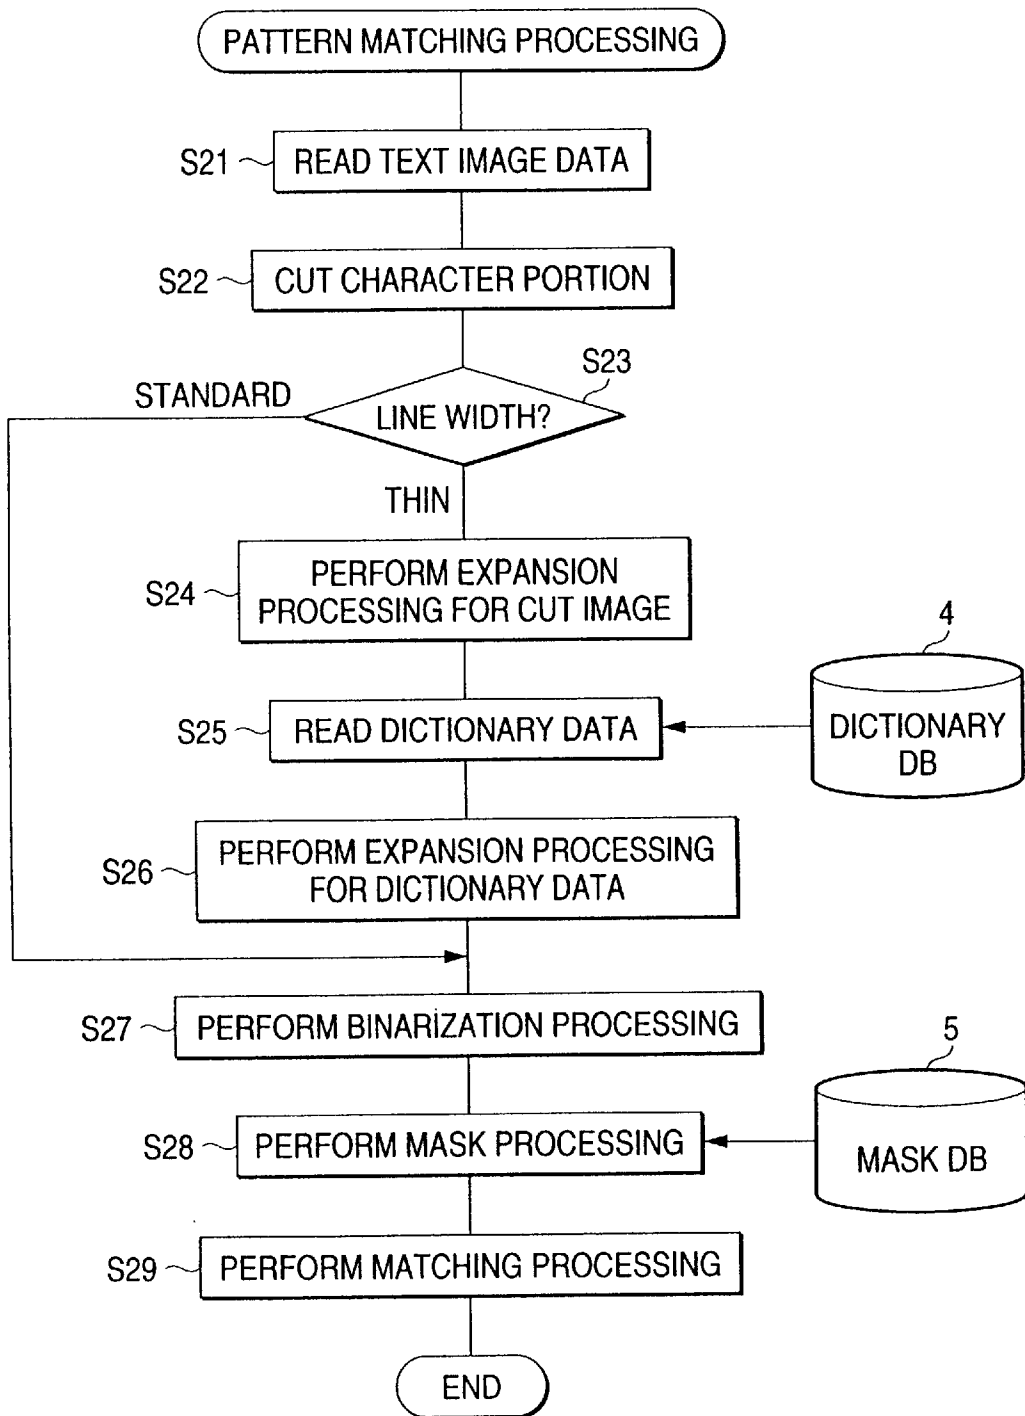 PATTERN MATCHING PROCESSING
S21
READ TEXT IMAGE DATA
S22
CUT CHARACTER PORTION
S23
STANDARD
LINE WIDTH?
THIN
S24
PERFORM EXPANSION
PROCESSING FOR CUT IMAGE
4
S25
READ DICTIONARY DATA
DICTIONARY
DB
S26
PERFORM EXPANSION PROCESSING
FOR DICTIONARY DATA
S27
PERFORM BINARIZATION PROCESSING
5
S28
PERFORM MASK PROCESSING
MASK DB
S29
PERFORM MATCHING PROCESSING
END